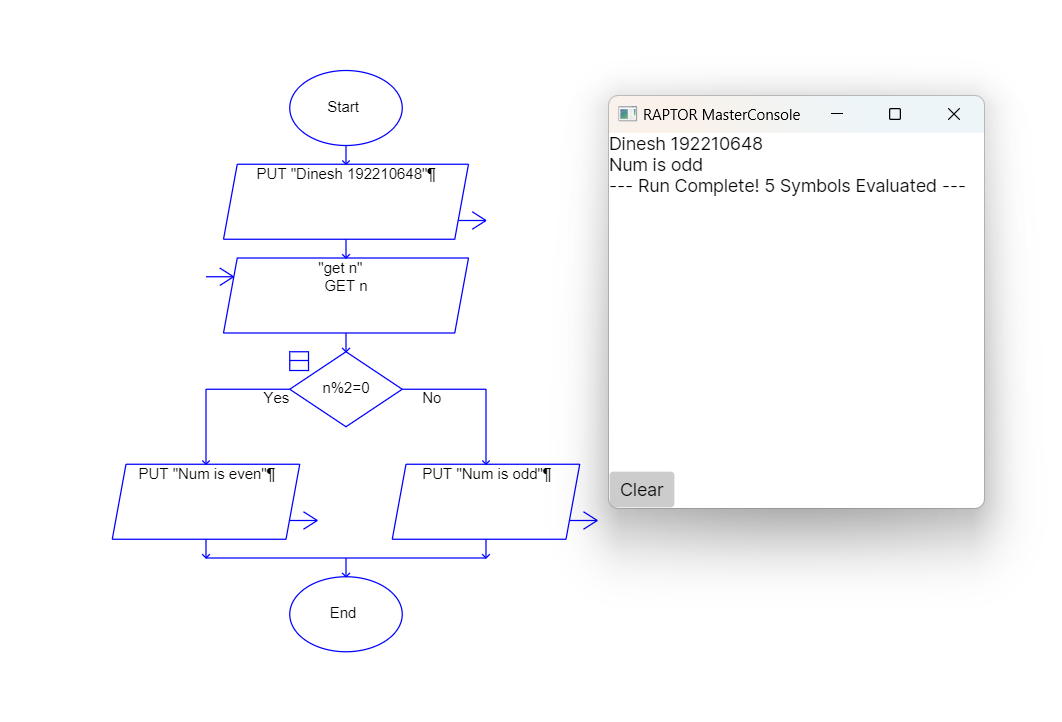 Start
PUT "Dinesh 192210648"¶
"get n"
GET n
n%2=0
Yes
No
PUT "Num is even"¶
PUT "Num is odd"¶
End
RAPTOR MasterConsole
Dinesh 192210648
Num is odd
--- Run Complete! 5 Symbols Evaluated ---
Clear